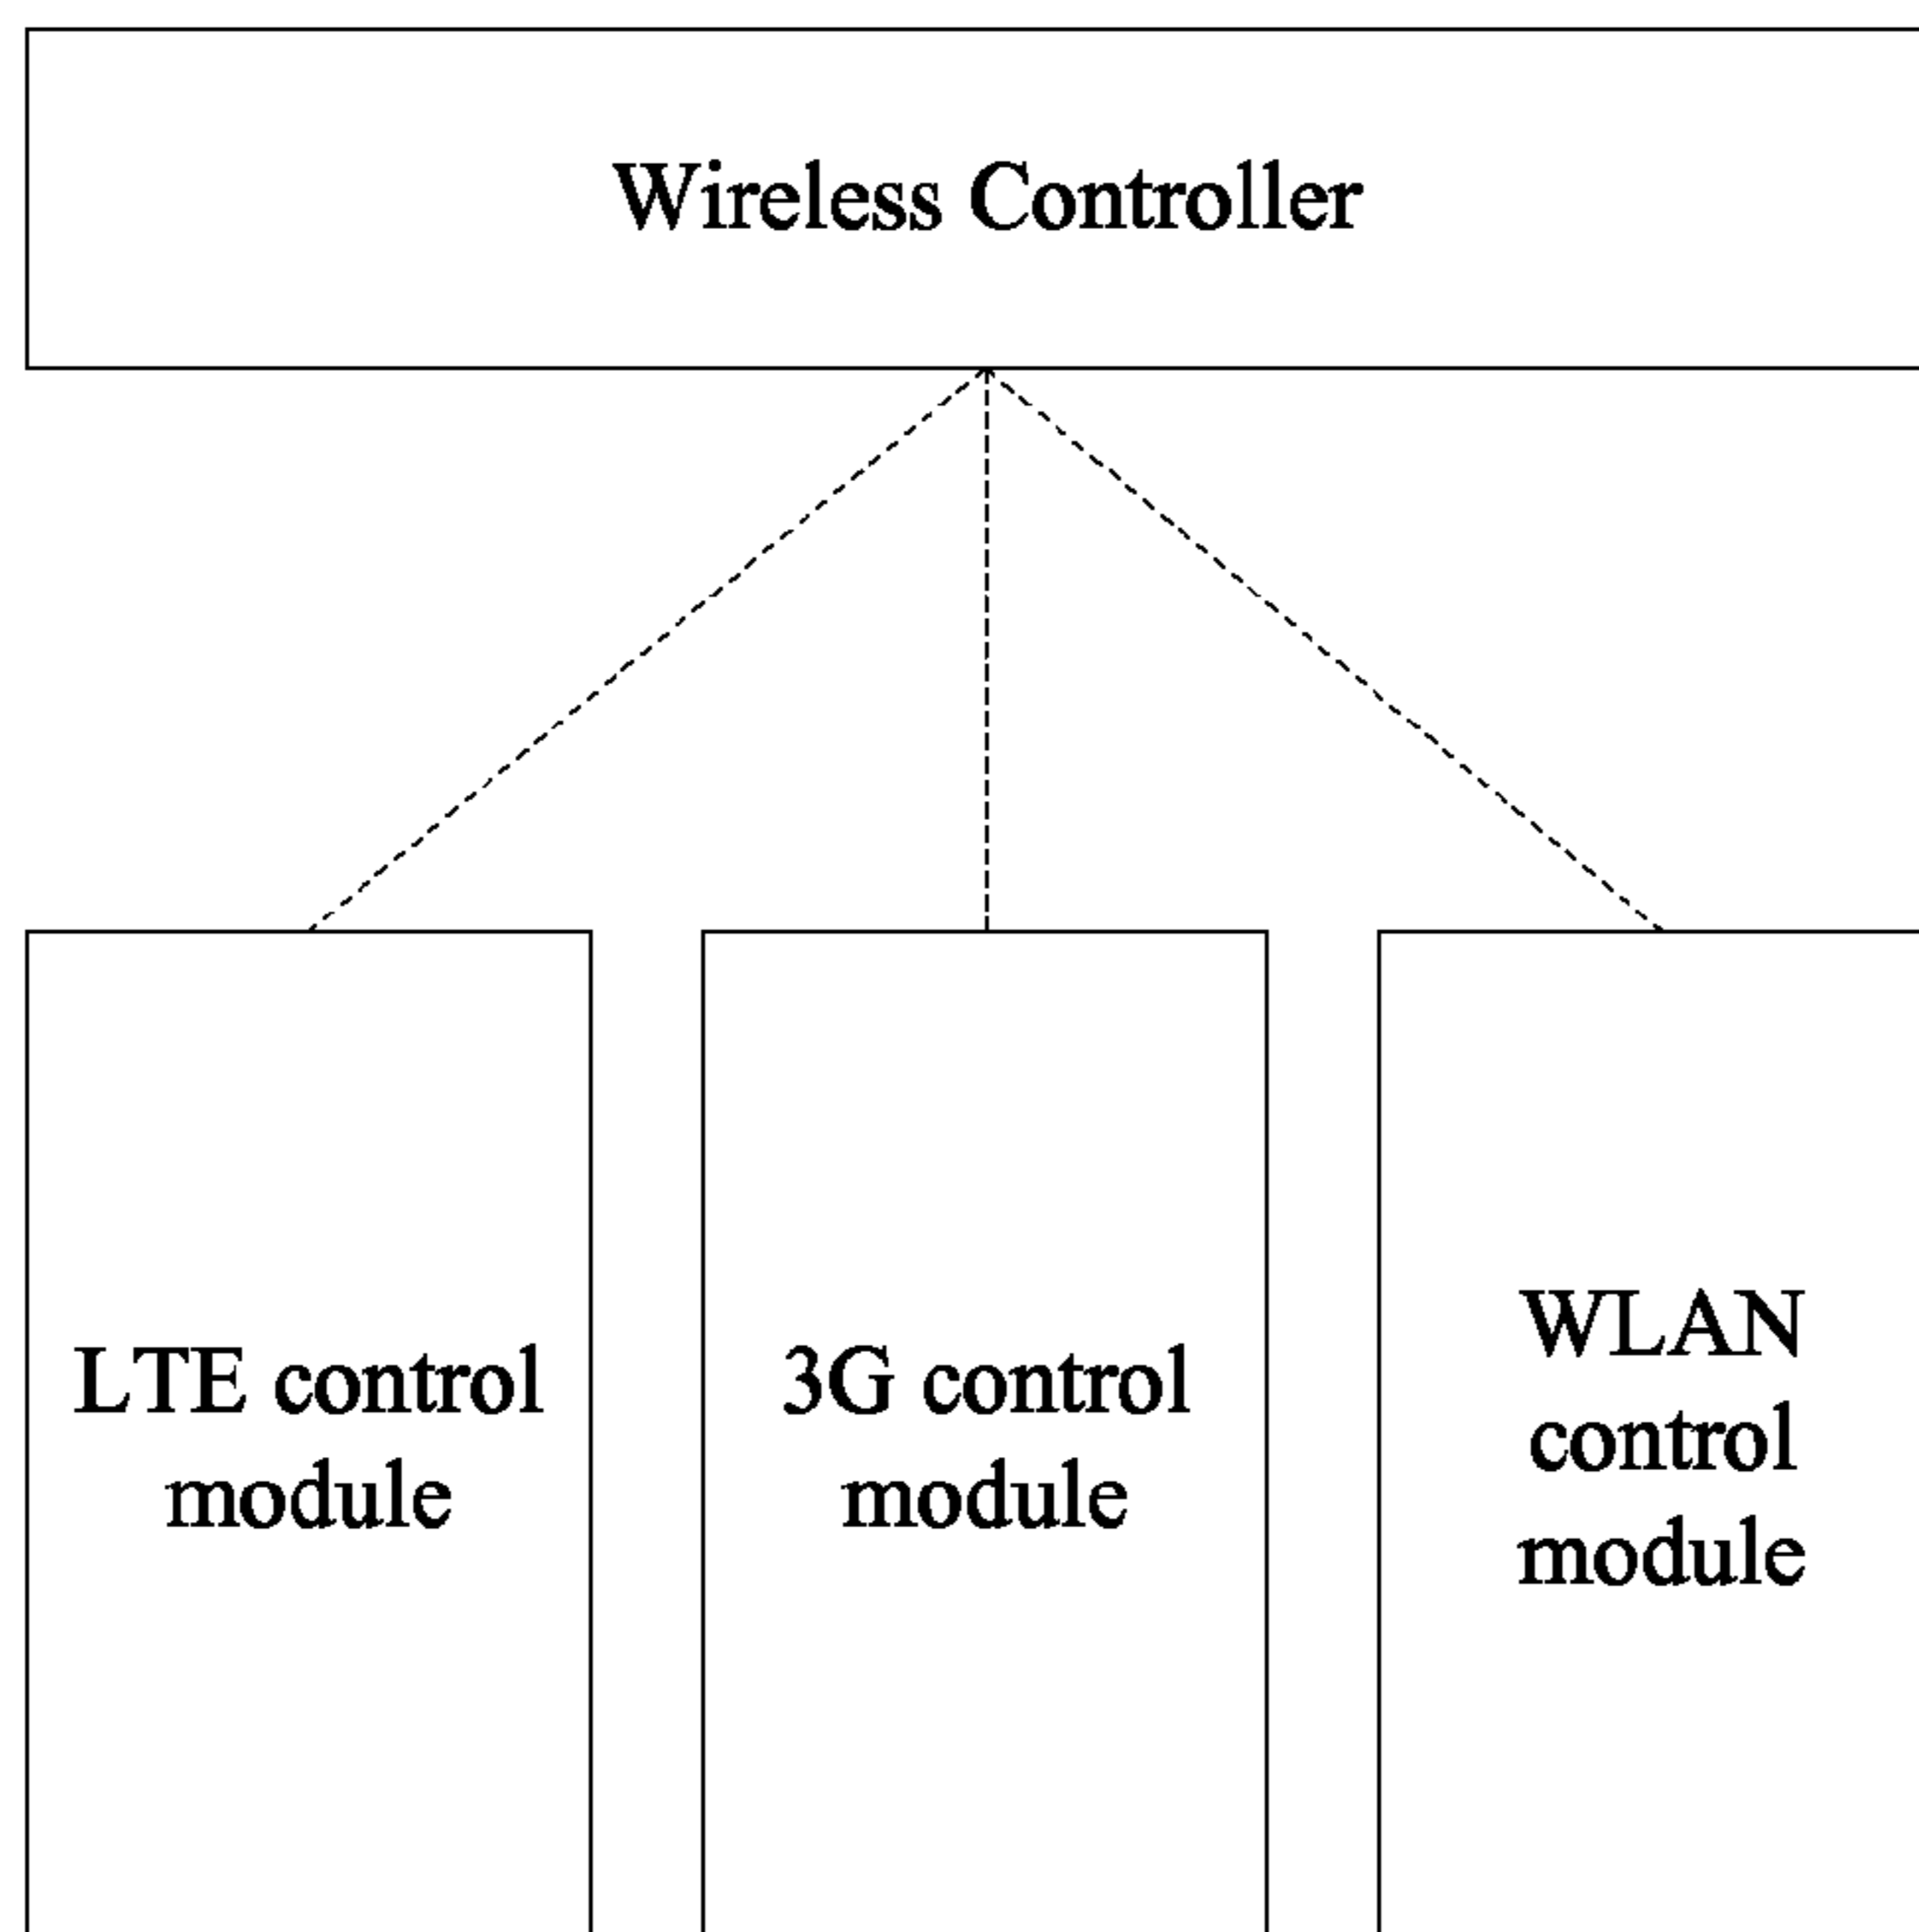 Wireless Controller
LTE control
module
3G control
module
WLAN
control
module